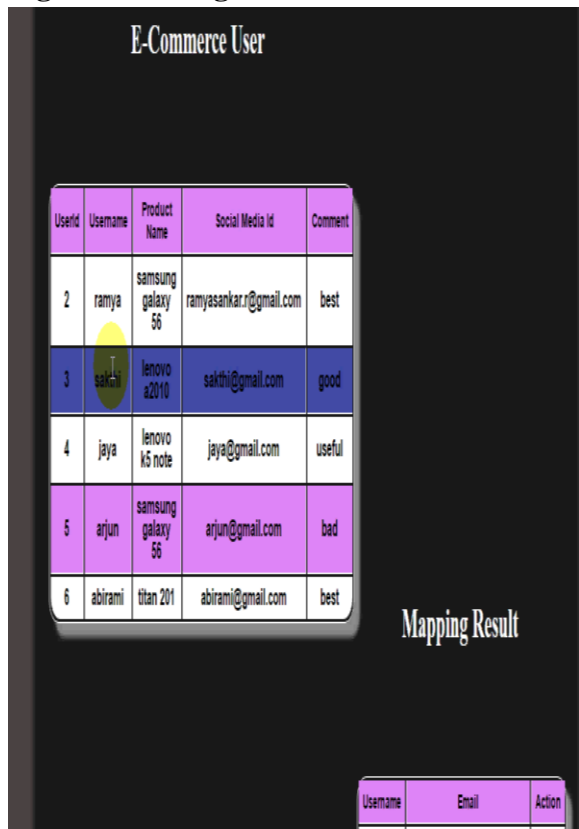 E-Commerce User
UserId Username Product Name Social Media Id Comment
2 ramya samsung galaxy 56 ramyasankar.r@gmail.com best
3 sakthi lenovo a2010 sakthi@gmail.com good
4 jaya lenovo k5 note jaya@gmail.com useful
5 arjun samsung galaxy 56 arjun@gmail.com bad
6 abirami titan 201 abirami@gmail.com best
Mapping Result
Username Email Action